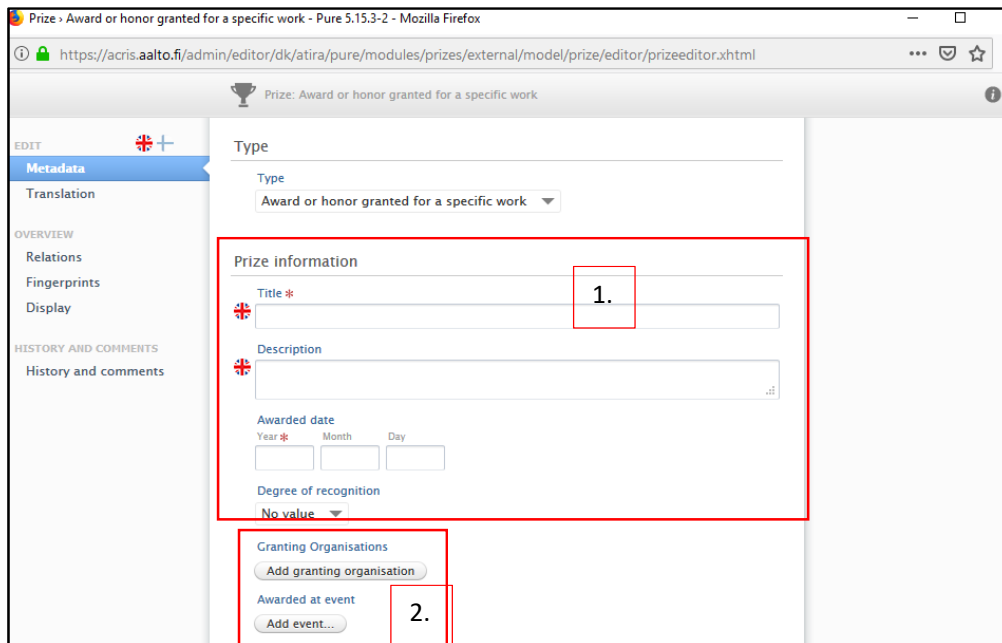 Prize › Award or honor granted for a specific work - Pure 5.15.3-2 - Mozilla Firefox
https://acris.aalto.fi/admin/editor/dk/atira/pure/modules/prizes/external/model/prize/editor/prizeeditor.xhtml
Prize: Award or honor granted for a specific work
EDIT
Metadata
Translation
OVERVIEW
Relations
Fingerprints
Display
HISTORY AND COMMENTS
History and comments
Type
Type
Award or honor granted for a specific work
Prize information
1.
Title *
Description
Awarded date
Year * Month Day
Degree of recognition
No value
Granting Organisations
Add granting organisation
Awarded at event
2.
Add event...